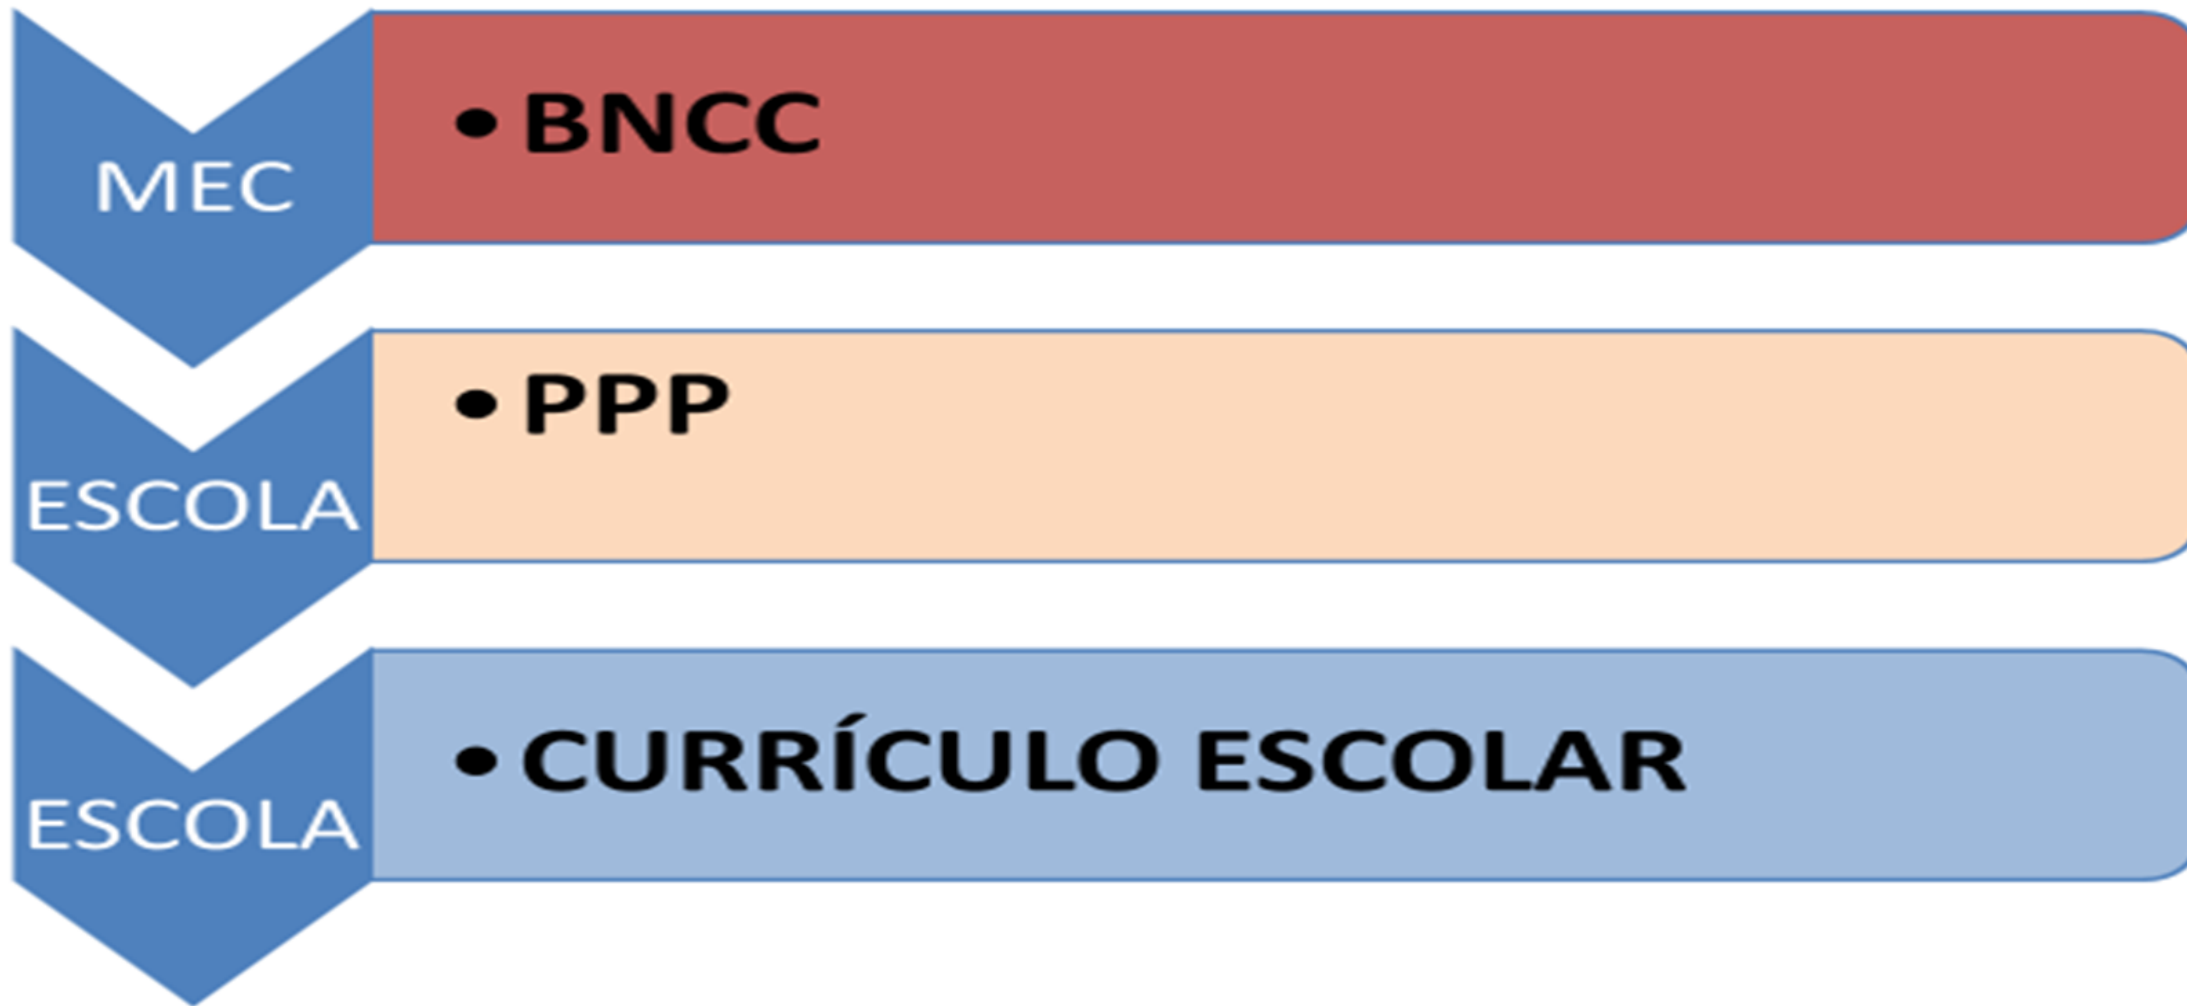 MEC
• BNCC
ESCOLA
• PPP
ESCOLA
• CURRÍCULO ESCOLAR